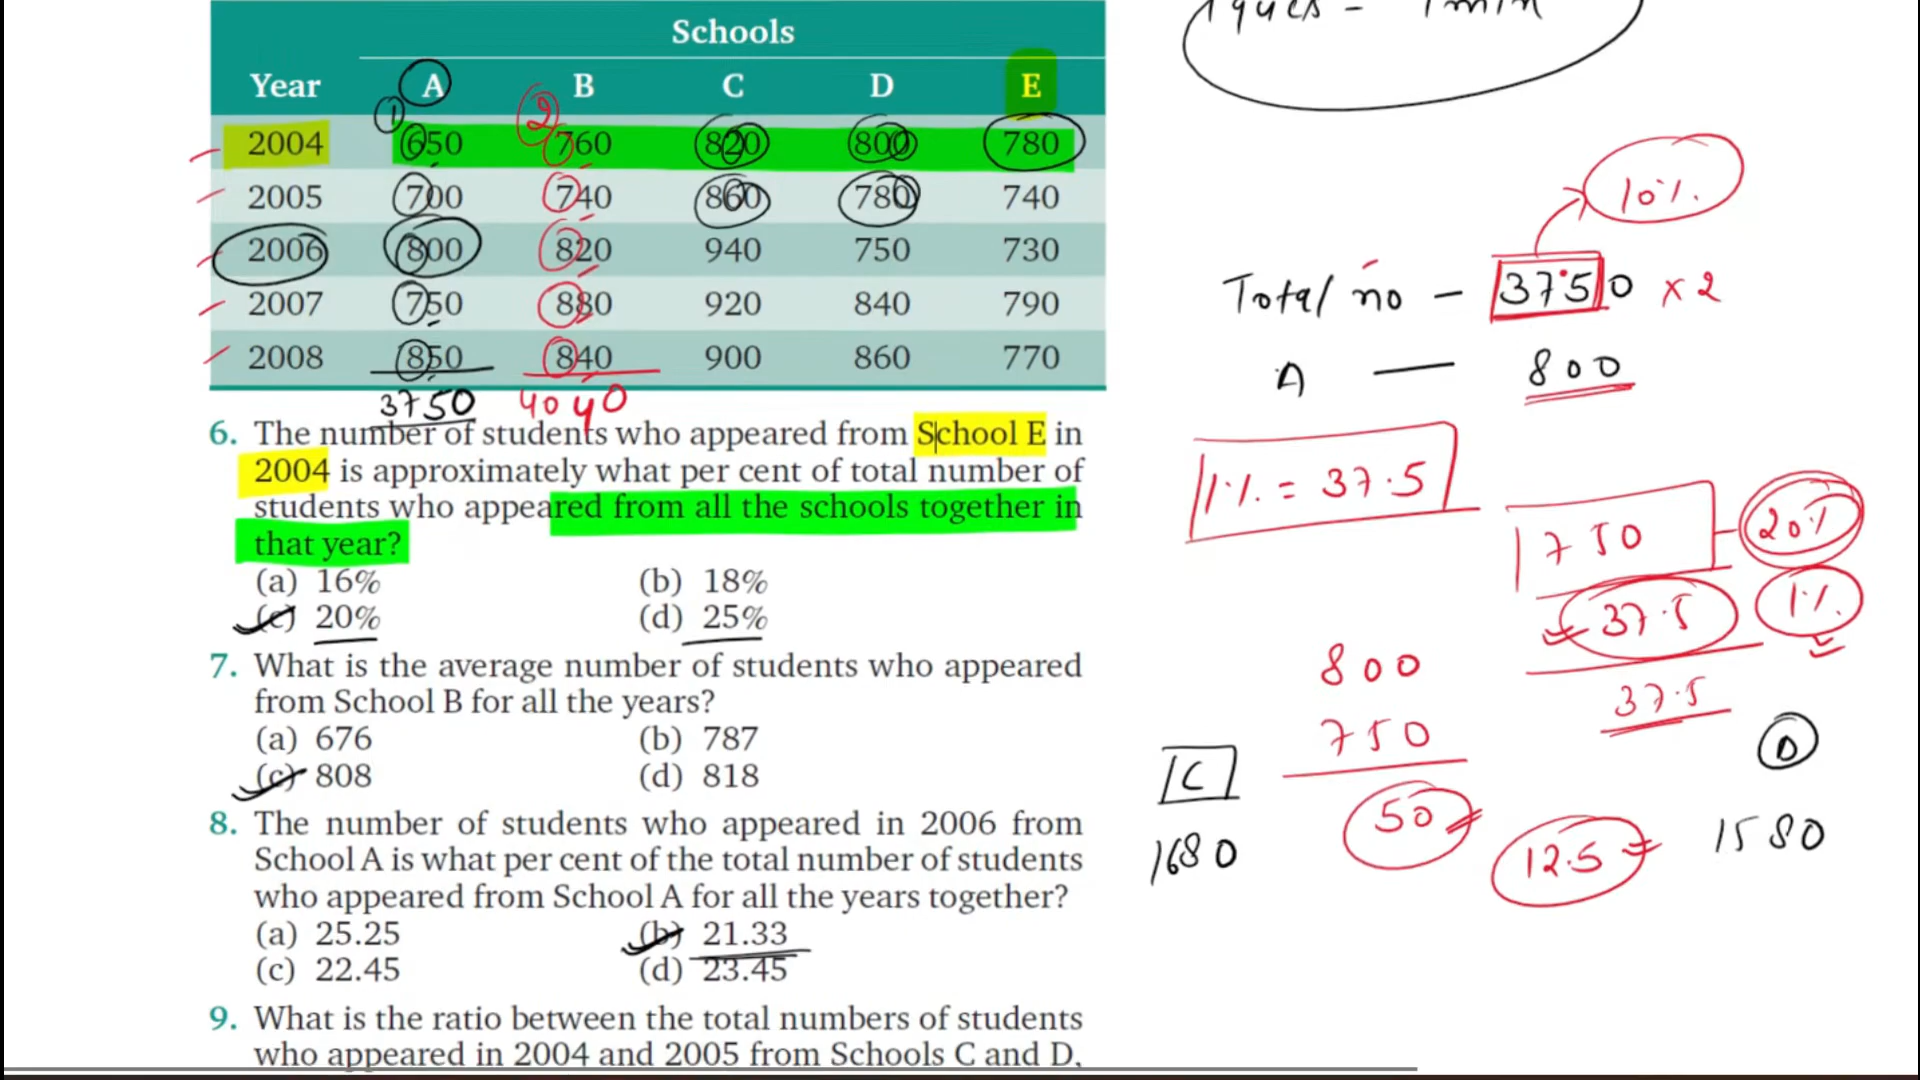 Schools
Year A B C D E
1 2
2004 650 760 820 800 780
2005 700 740 860 780 740
2006 800 820 940 750 730
2007 750 880 920 840 790
2008 850 840 900 860 770
3750 4040
6. The number of students who appeared from School E in
2004 is approximately what per cent of total number of
students who appeared from all the schools together in
that year?
(a) 16% (b) 18%
(c) 20% (d) 25%
7. What is the average number of students who appeared
from School B for all the years?
(a) 676 (b) 787
(c) 808 (d) 818
8. The number of students who appeared in 2006 from
School A is what per cent of the total number of students
who appeared from School A for all the years together?
(a) 25.25 (b) 21.33
(c) 22.45 (d) 23.45
9. What is the ratio between the total numbers of students
who appeared in 2004 and 2005 from Schools C and D,
1min
10%.
Total no - 3750 x 2
A — 800
1% = 37.5
750 20%
37.5 1%.
37.5
800
750
50
12.5
C
1680
D
1580